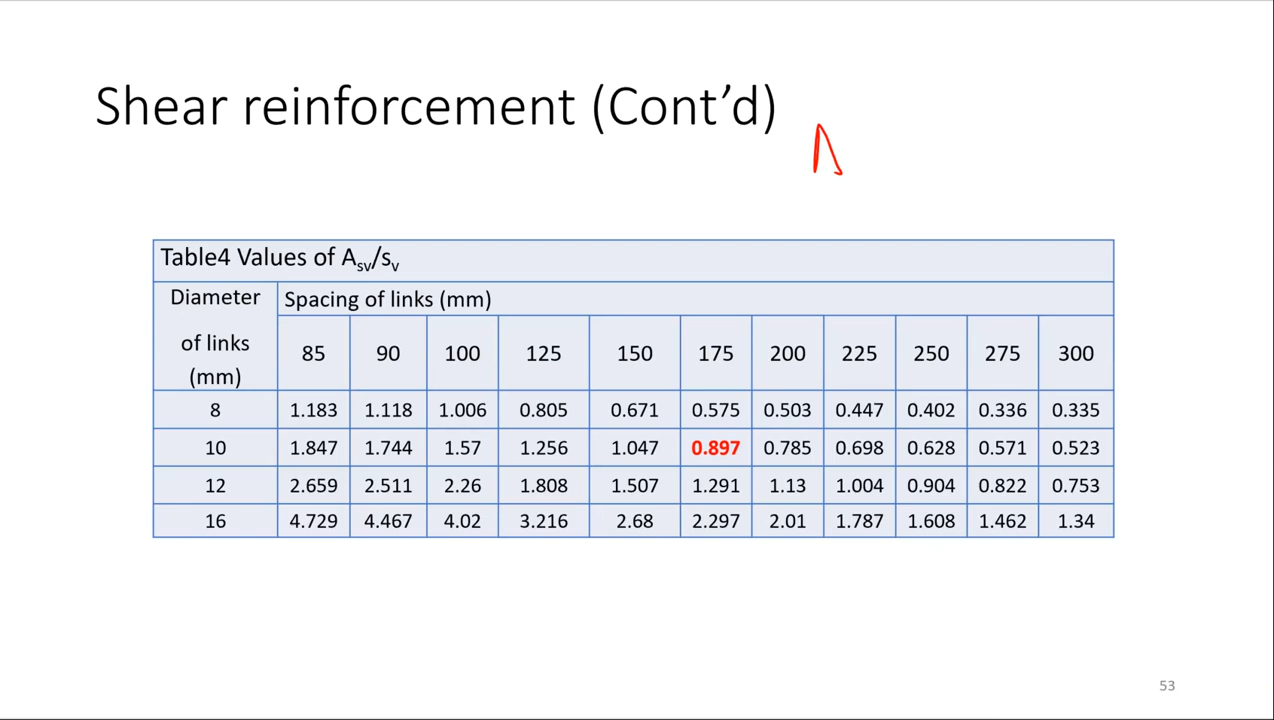 Shear reinforcement (Cont’d)
Table4 Values of Asv/sv
Diameter of links (mm) Spacing of links (mm)
85 90 100 125 150 175 200 225 250 275 300
8 1.183 1.118 1.006 0.805 0.671 0.575 0.503 0.447 0.402 0.336 0.335
10 1.847 1.744 1.57 1.256 1.047 0.897 0.785 0.698 0.628 0.571 0.523
12 2.659 2.511 2.26 1.808 1.507 1.291 1.13 1.004 0.904 0.822 0.753
16 4.729 4.467 4.02 3.216 2.68 2.297 2.01 1.787 1.608 1.462 1.34
53